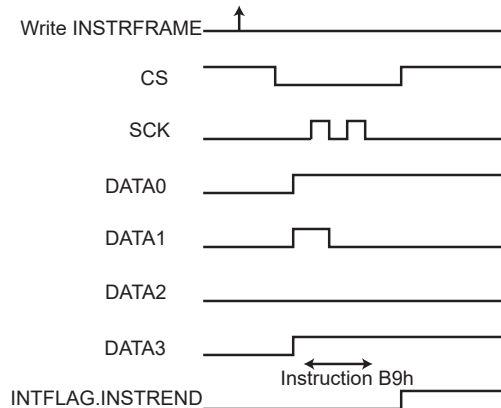 Write INSTRFRAME
CS
SCK
DATA0
DATA1
DATA2
DATA3
Instruction B9h
INTFLAG.INSTREND